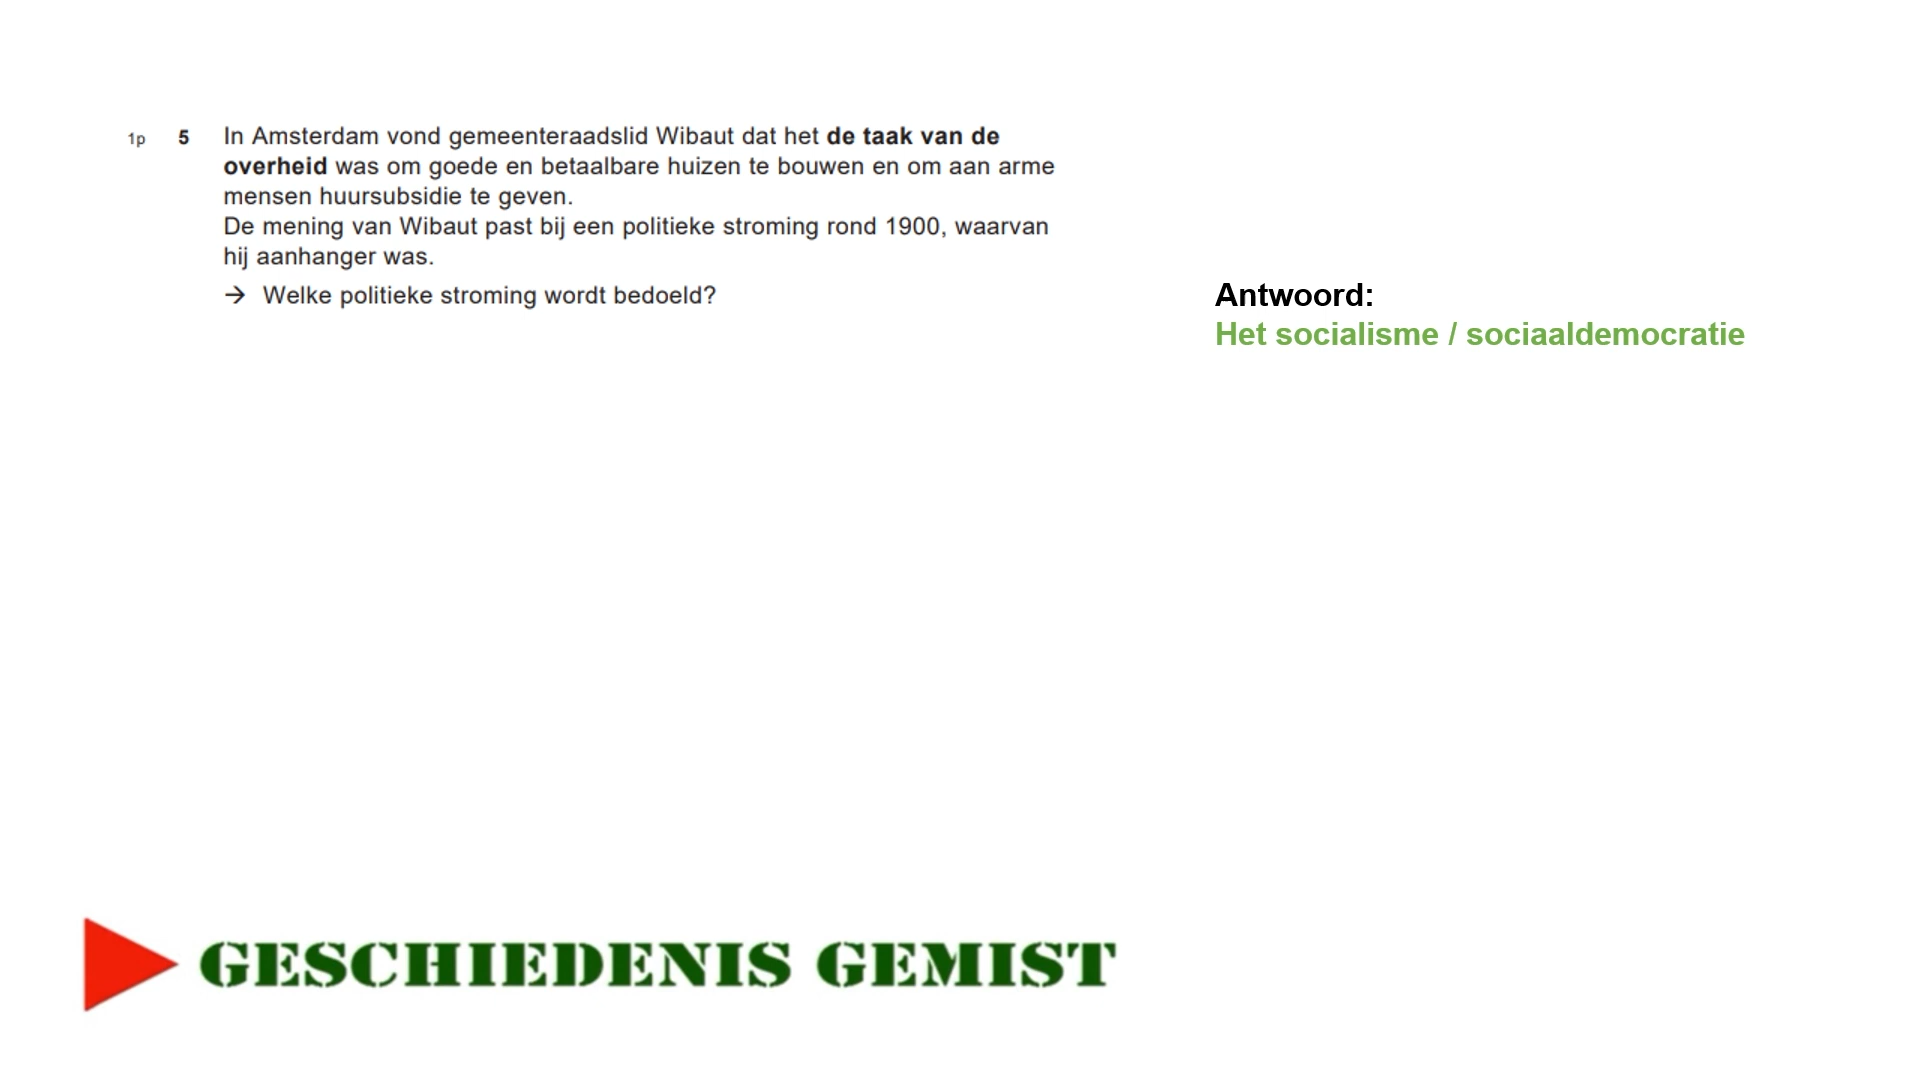 1p 5 In Amsterdam vond gemeenteraadslid Wibaut dat het de taak van de
overheid was om goede en betaalbare huizen te bouwen en om aan arme
mensen huursubsidie te geven.
De mening van Wibaut past bij een politieke stroming rond 1900, waarvan
hij aanhanger was.
→ Welke politieke stroming wordt bedoeld?
Antwoord:
Het socialisme / sociaaldemocratie
GESCHIEDENIS GEMIST